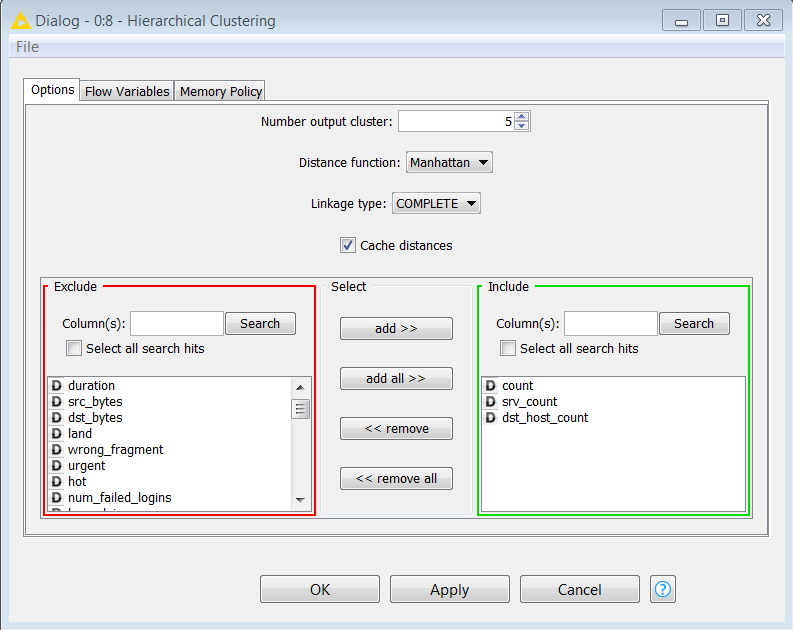 Dialog - 0:8 - Hierarchical Clustering
File
Options Flow Variables Memory Policy
Number output cluster: 5
Distance function: Manhattan
Linkage type: COMPLETE
Cache distances
Exclude Select Include
Column(s): Search add >> Column(s): Search
Select all search hits Select all search hits
add all >>
<< remove
<< remove all
D duration
D src_bytes
D dst_bytes
D land
D wrong_fragment
D urgent
D hot
D num_failed_logins
D count
D srv_count
D dst_host_count
OK Apply Cancel ?